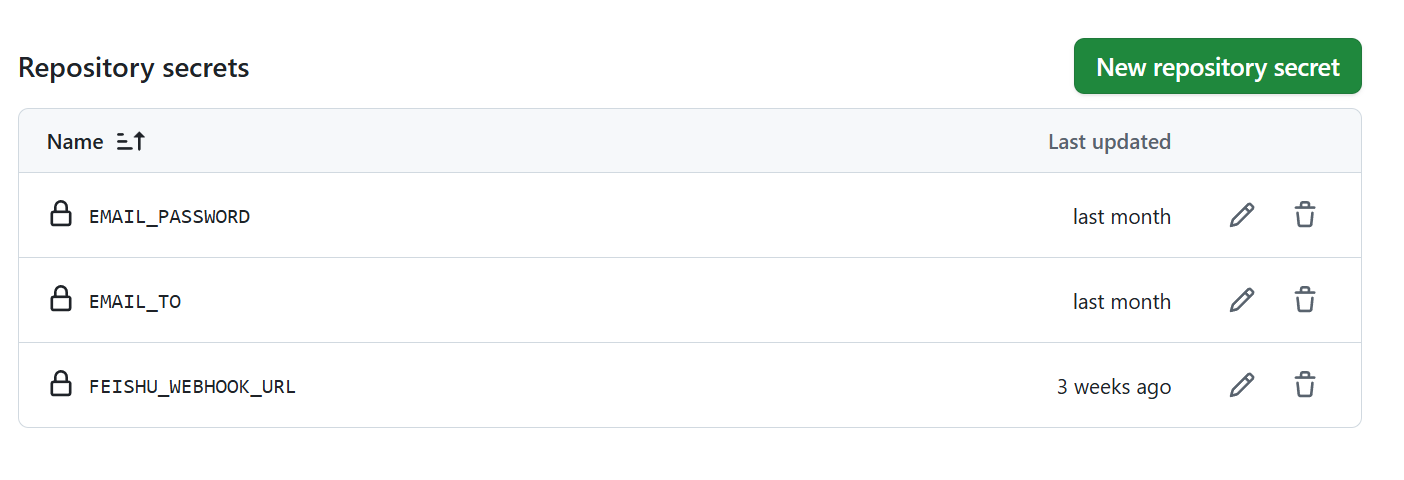 Repository secrets
New repository secret
Name
Last updated
EMAIL_PASSWORD
last month
EMAIL_TO
last month
FEISHU_WEBHOOK_URL
3 weeks ago